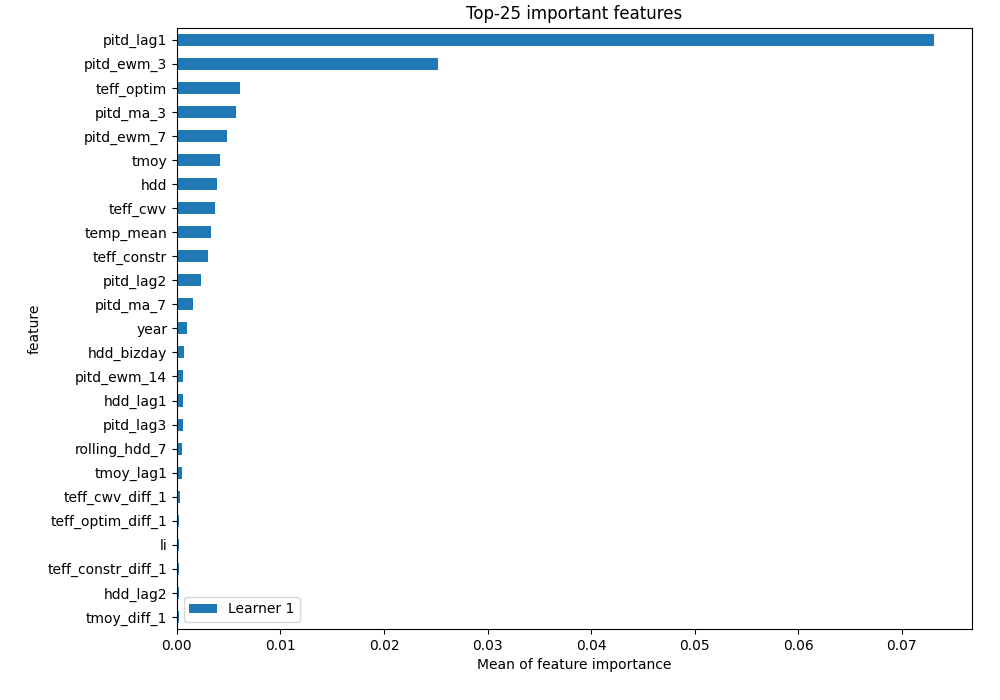 Top-25 important features
pitd_lag1
pitd_ewm_3
teff_optim
pitd_ma_3
pitd_ewm_7
tmoy
hdd
teff_cwv
temp_mean
teff_constr
pitd_lag2
pitd_ma_7
year
hdd_bizday
pitd_ewm_14
hdd_lag1
pitd_lag3
rolling_hdd_7
tmoy_lag1
teff_cwv_diff_1
teff_optim_diff_1
li
teff_constr_diff_1
hdd_lag2
tmoy_diff_1
feature
Learner 1
0.00 0.01 0.02 0.03 0.04 0.05 0.06 0.07
Mean of feature importance